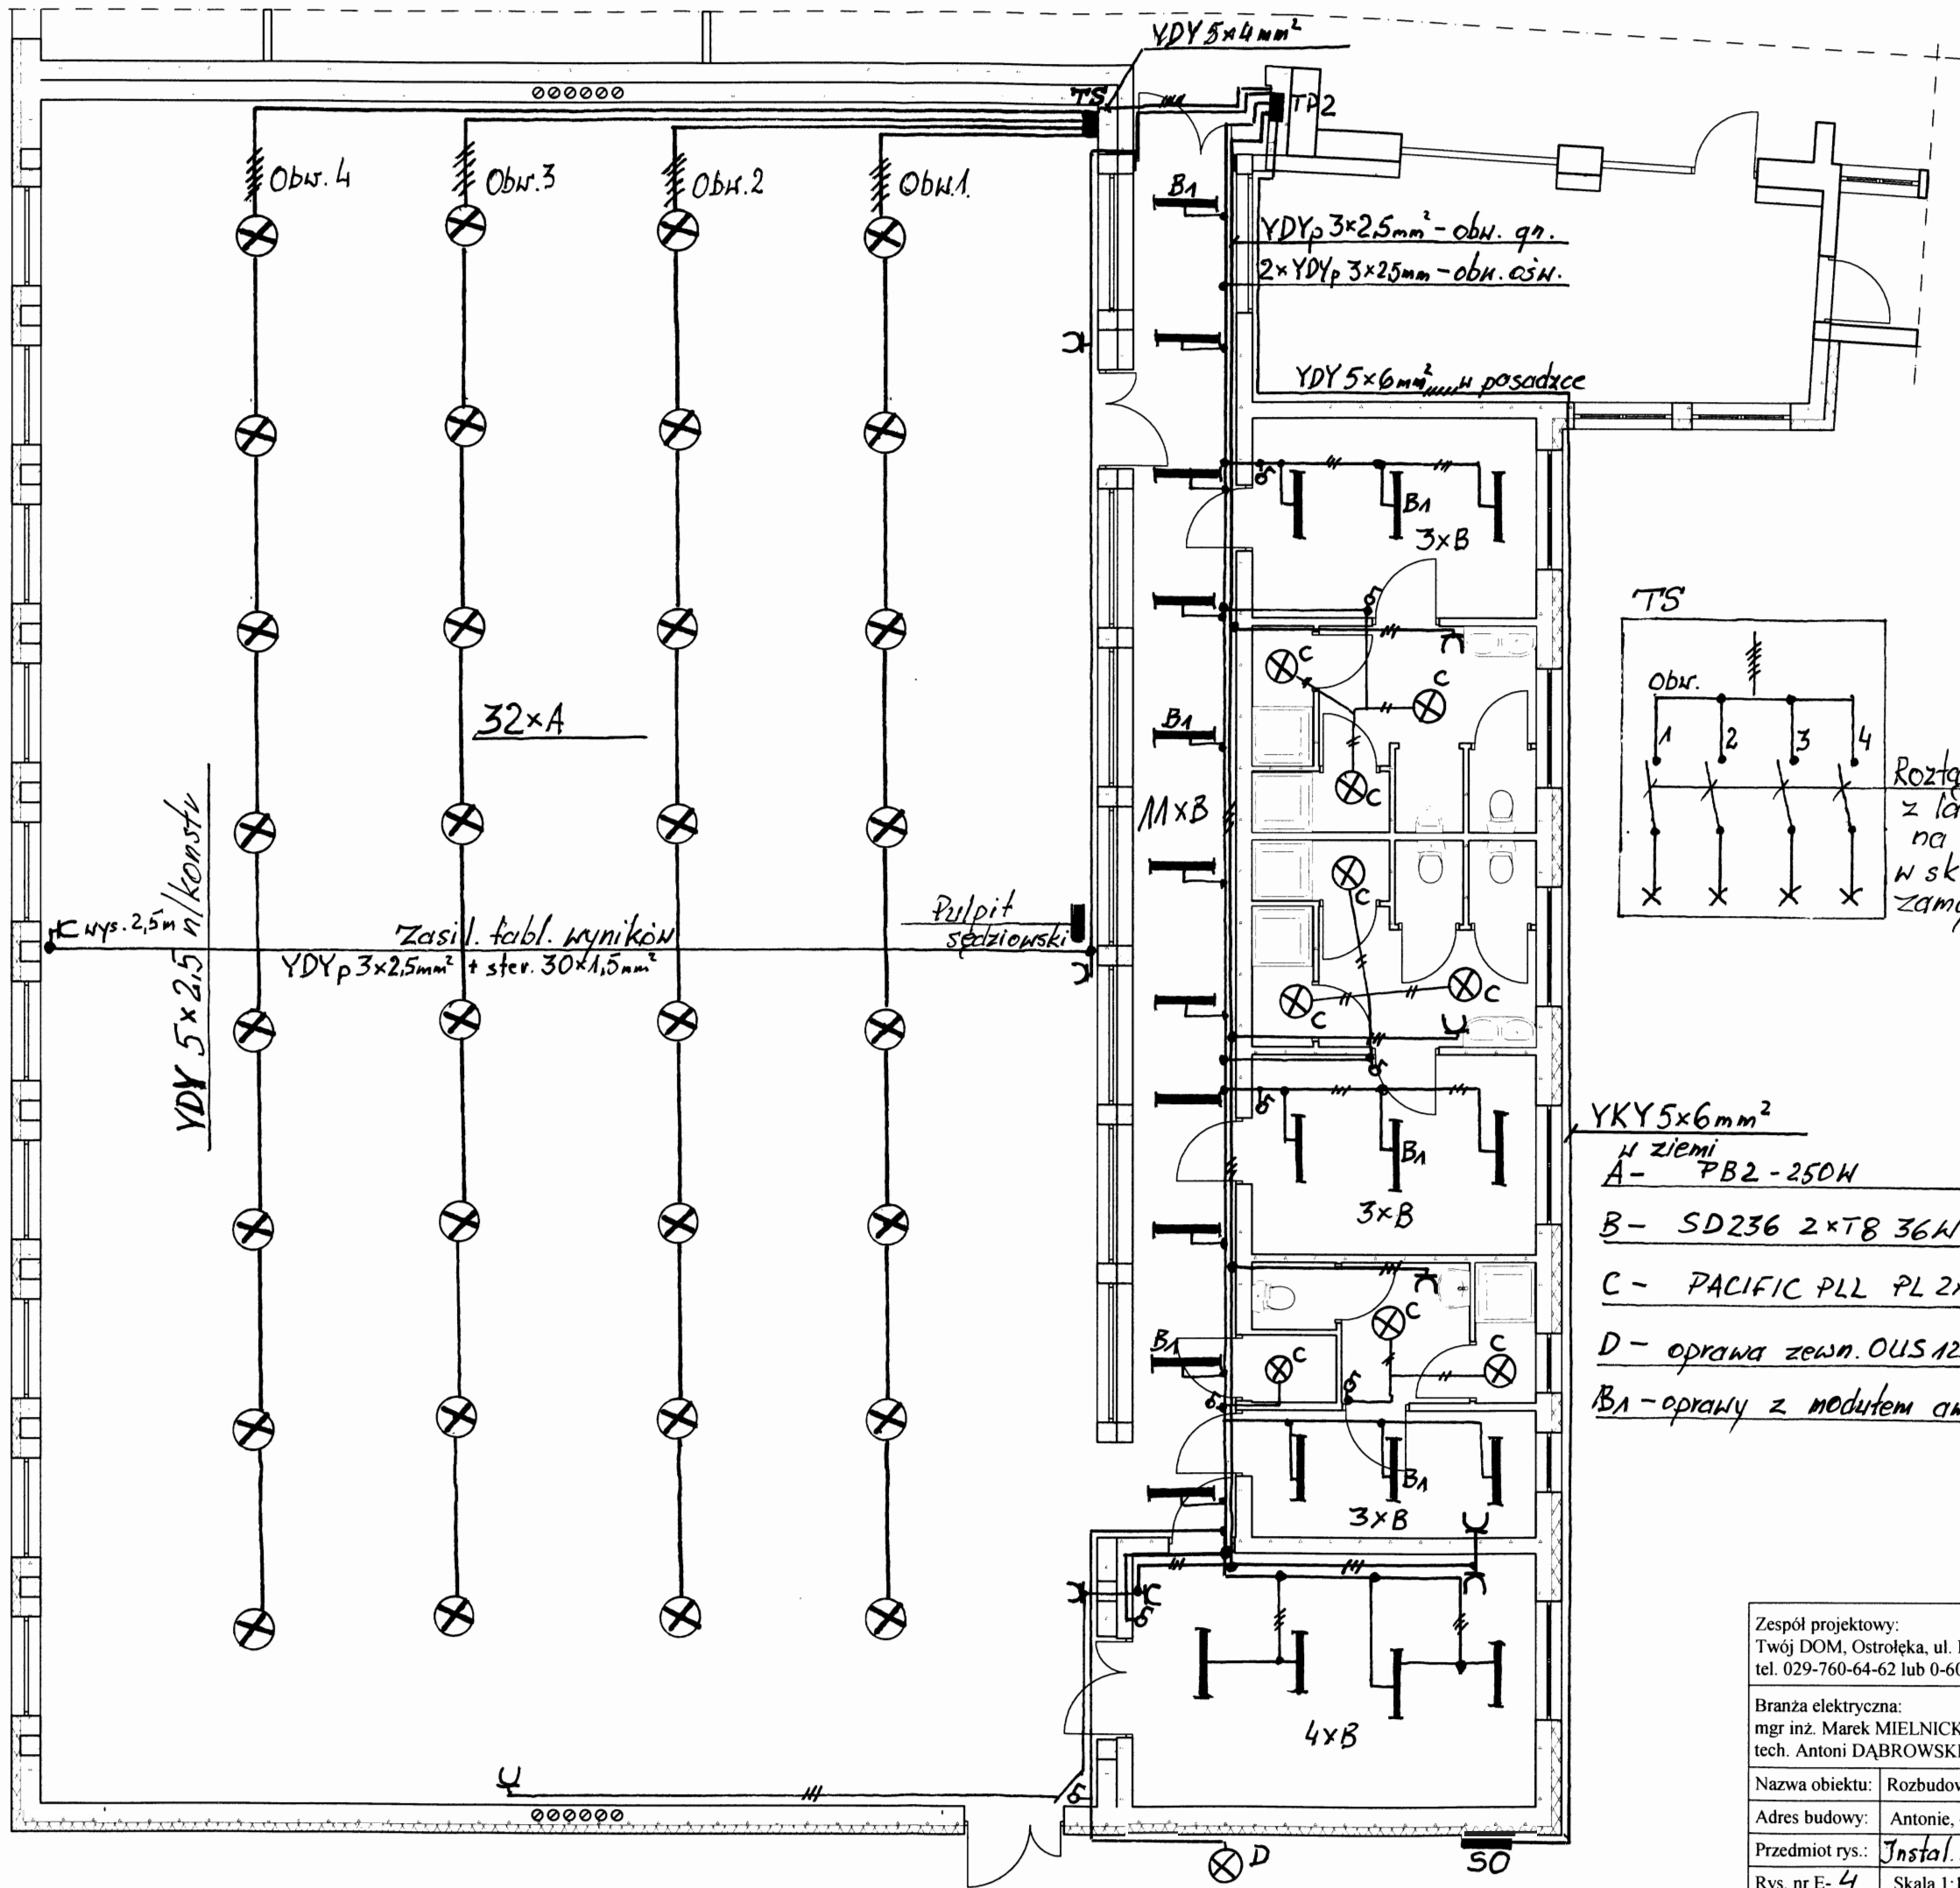 YDY 5×4mm²
TS
TP2
Obw. 4
Obw. 3
Obw. 2
Obw. 1.
B1
YDYp 3×2,5mm² - obw. gn.
2×YDYp 3×2,5mm - obw. ośw.
YDY 5×6mm² w posadzce
B1
3×B
TS
Obw.
1
2
3
4
z
na
w
C
C
C
32×A
B1
11×B
YDY 5×2,5 n/konstr
wys. 2,5m
Zasil. tabl. wyników
YDYp 3×2,5mm² + ster. 30×1,5mm²
Pulpit
sędziowski
C
C
C
B1
3×B
YKY 5×6mm²
w ziemi
A - PB2 - 250W
B - SD236 2×T8 36W
C - PACIFIC PLL PL
D - oprawa zewn. OUS
B1 - oprawy z modułem
C
C
C
B1
B1
3×B
4×B
D
SO
Zespół projektowy:
Twój DOM, Ostrołęka, ul.
tel. 029-760-64-62 lub
Branża elektryczna:
mgr inż. Marek
tech. Antoni
Nazwa obiektu:
Adres budowy: Antonie,
Przedmiot rys.: Instal.
Rys. nr E- 4 Skala